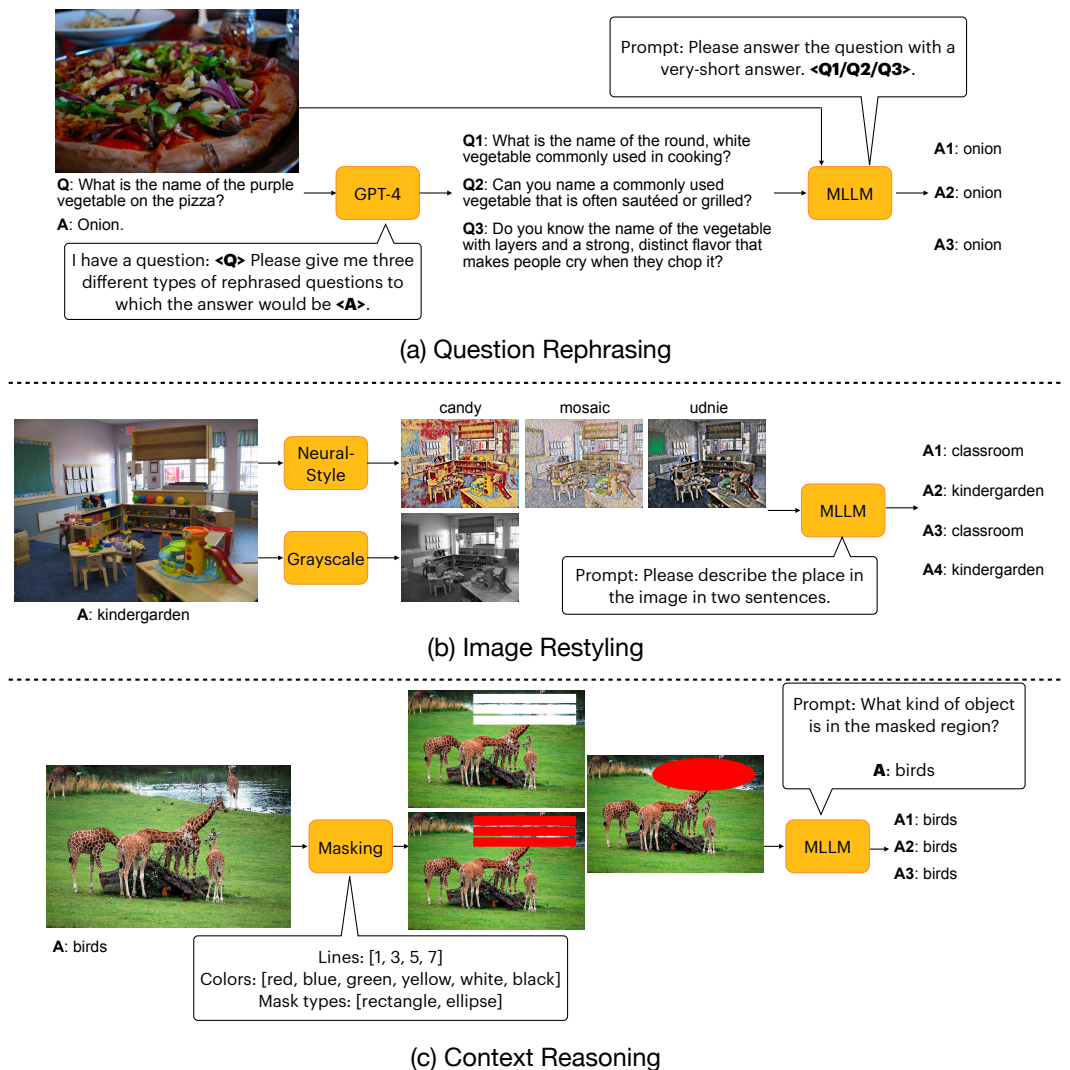 Prompt: Please answer the question with a
very-short answer. <Q1/Q2/Q3>.
Q: What is the name of the purple
vegetable on the pizza?
A: Onion.
GPT-4
I have a question: <Q> Please give me three
different types of rephrased questions to
which the answer would be <A>.
Q1: What is the name of the round, white
vegetable commonly used in cooking?
Q2: Can you name a commonly used
vegetable that is often sautéed or grilled?
Q3: Do you know the name of the vegetable
with layers and a strong, distinct flavor that
makes people cry when they chop it?
MLLM
A1: onion
A2: onion
A3: onion
(a) Question Rephrasing
A: kindergarden
Neural-
Style
Grayscale
candy
mosaic
udnie
MLLM
Prompt: Please describe the place in
the image in two sentences.
A1: classroom
A2: kindergarden
A3: classroom
A4: kindergarden
(b) Image Restyling
A: birds
Masking
Lines: [1, 3, 5, 7]
Colors: [red, blue, green, yellow, white, black]
Mask types: [rectangle, ellipse]
Prompt: What kind of object
is in the masked region?
A: birds
MLLM
A1: birds
A2: birds
A3: birds
(c) Context Reasoning